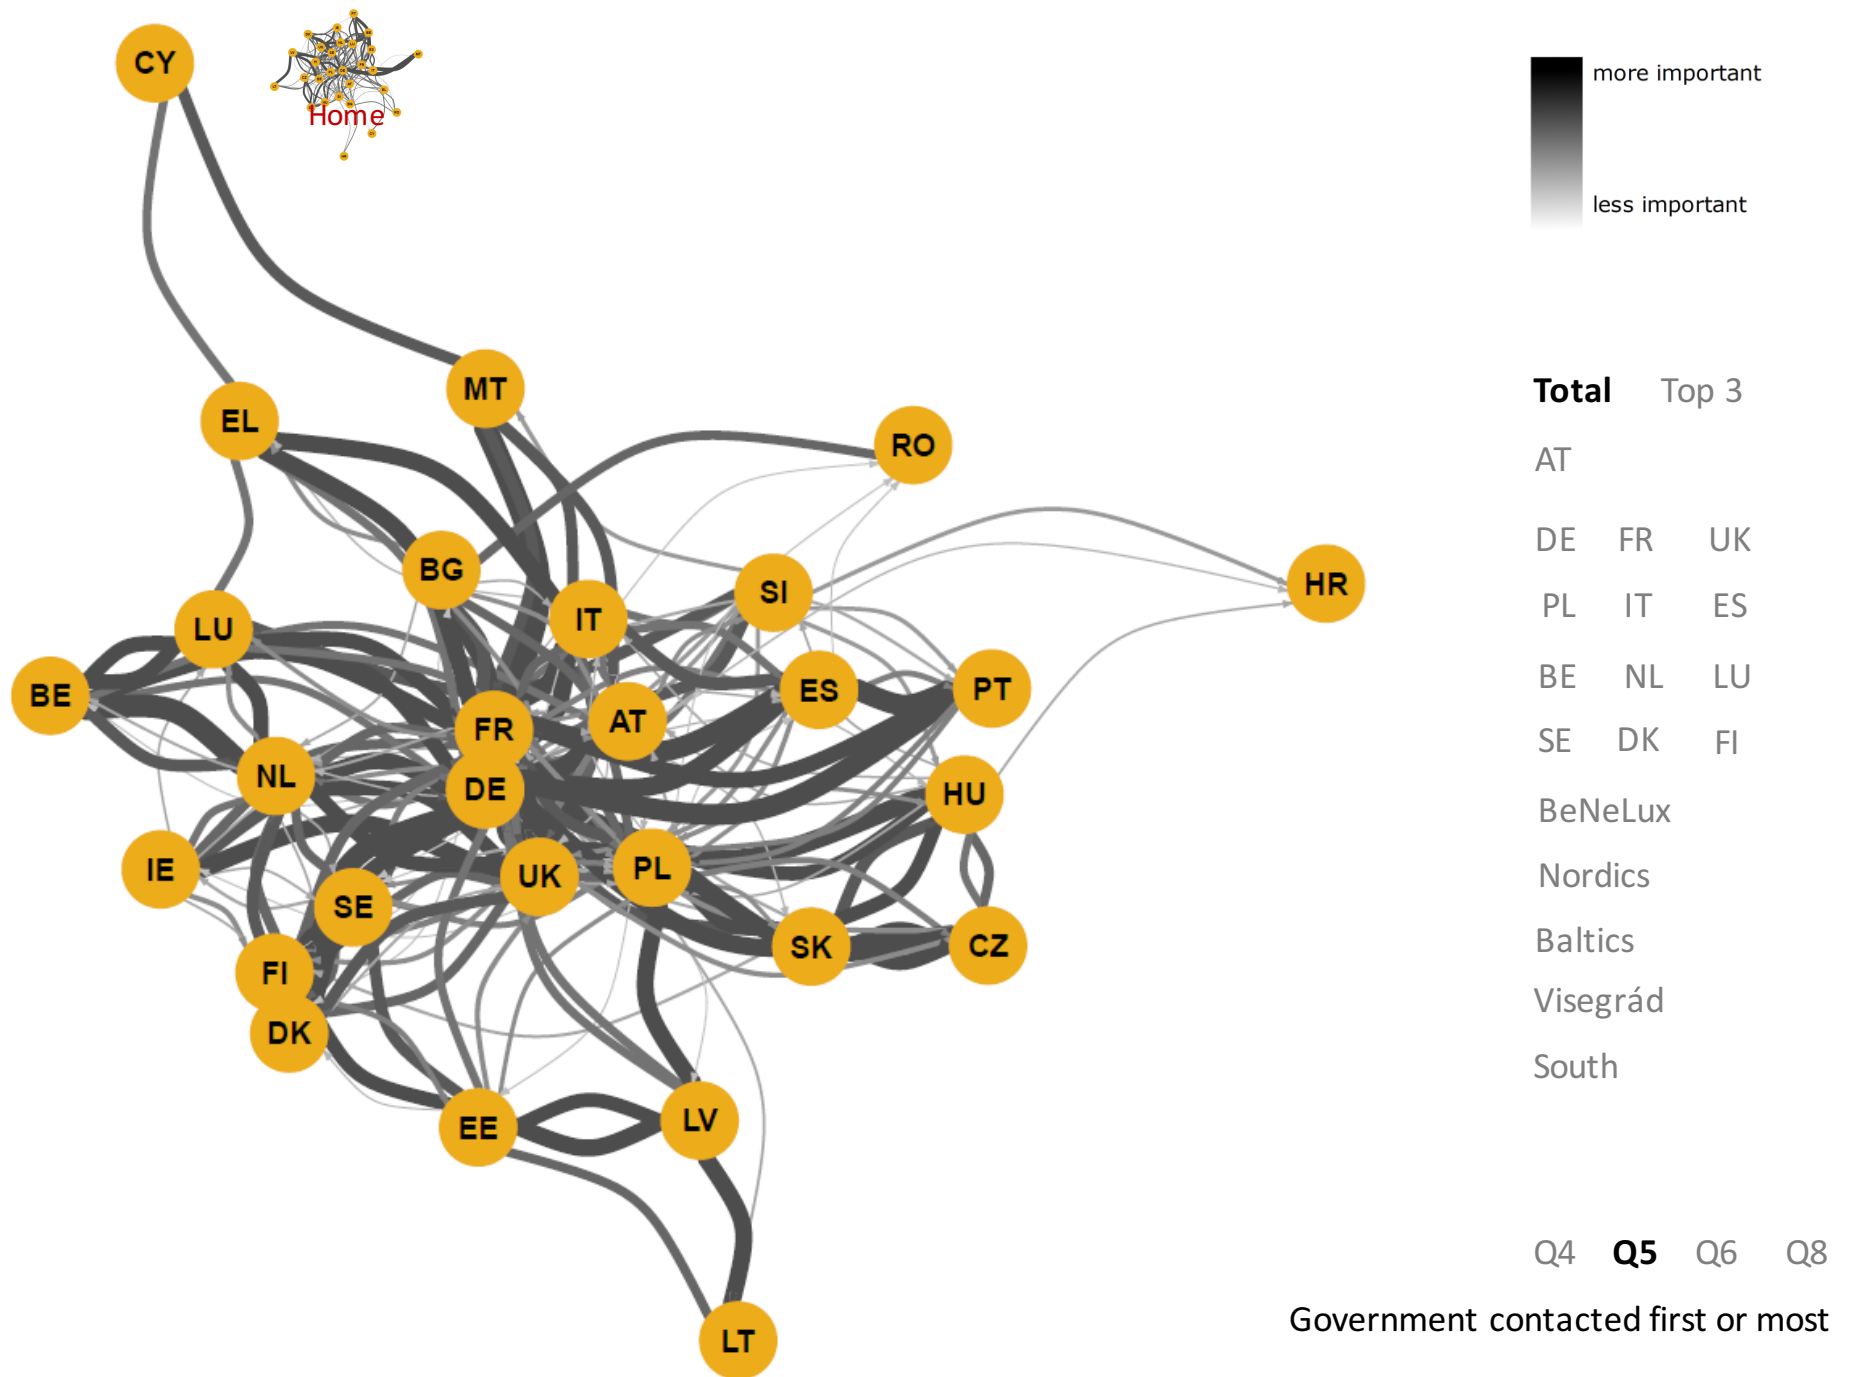 CY
Home
more important
less important
MT
EL
RO
Total Top 3
AT
BG
SI
IT
HR
LU
BE
ES
PT
FR
AT
DE
NL
HU
IE
UK
PL
SE
SK
CZ
FI
DK
EE
LV
LT
DE FR UK
PL IT ES
BE NL LU
SE DK FI
BeNeLux
Nordics
Baltics
Visegrád
South
Q4 Q5 Q6 Q8
Government contacted first or most